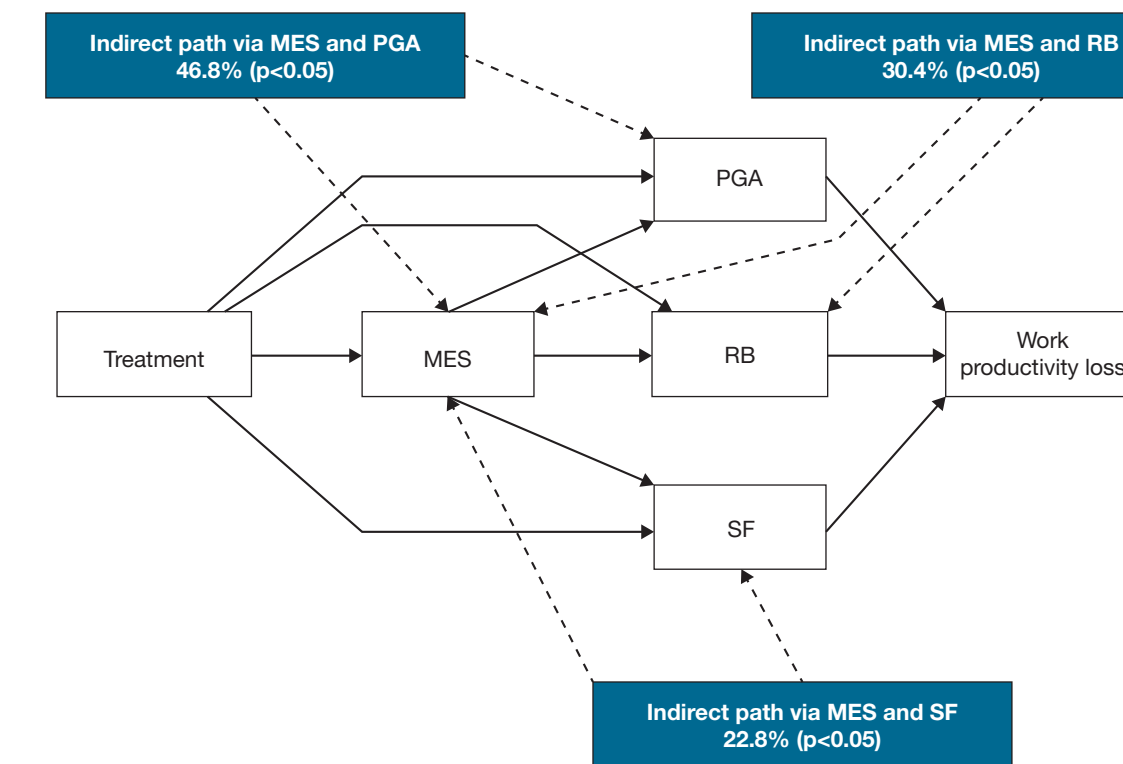 Indirect path via MES and PGA
46.8% (p<0.05)
Indirect path via MES and RB
30.4% (p<0.05)
PGA
Treatment
MES
RB
Work
productivity loss
SF
Indirect path via MES and SF
22.8% (p<0.05)